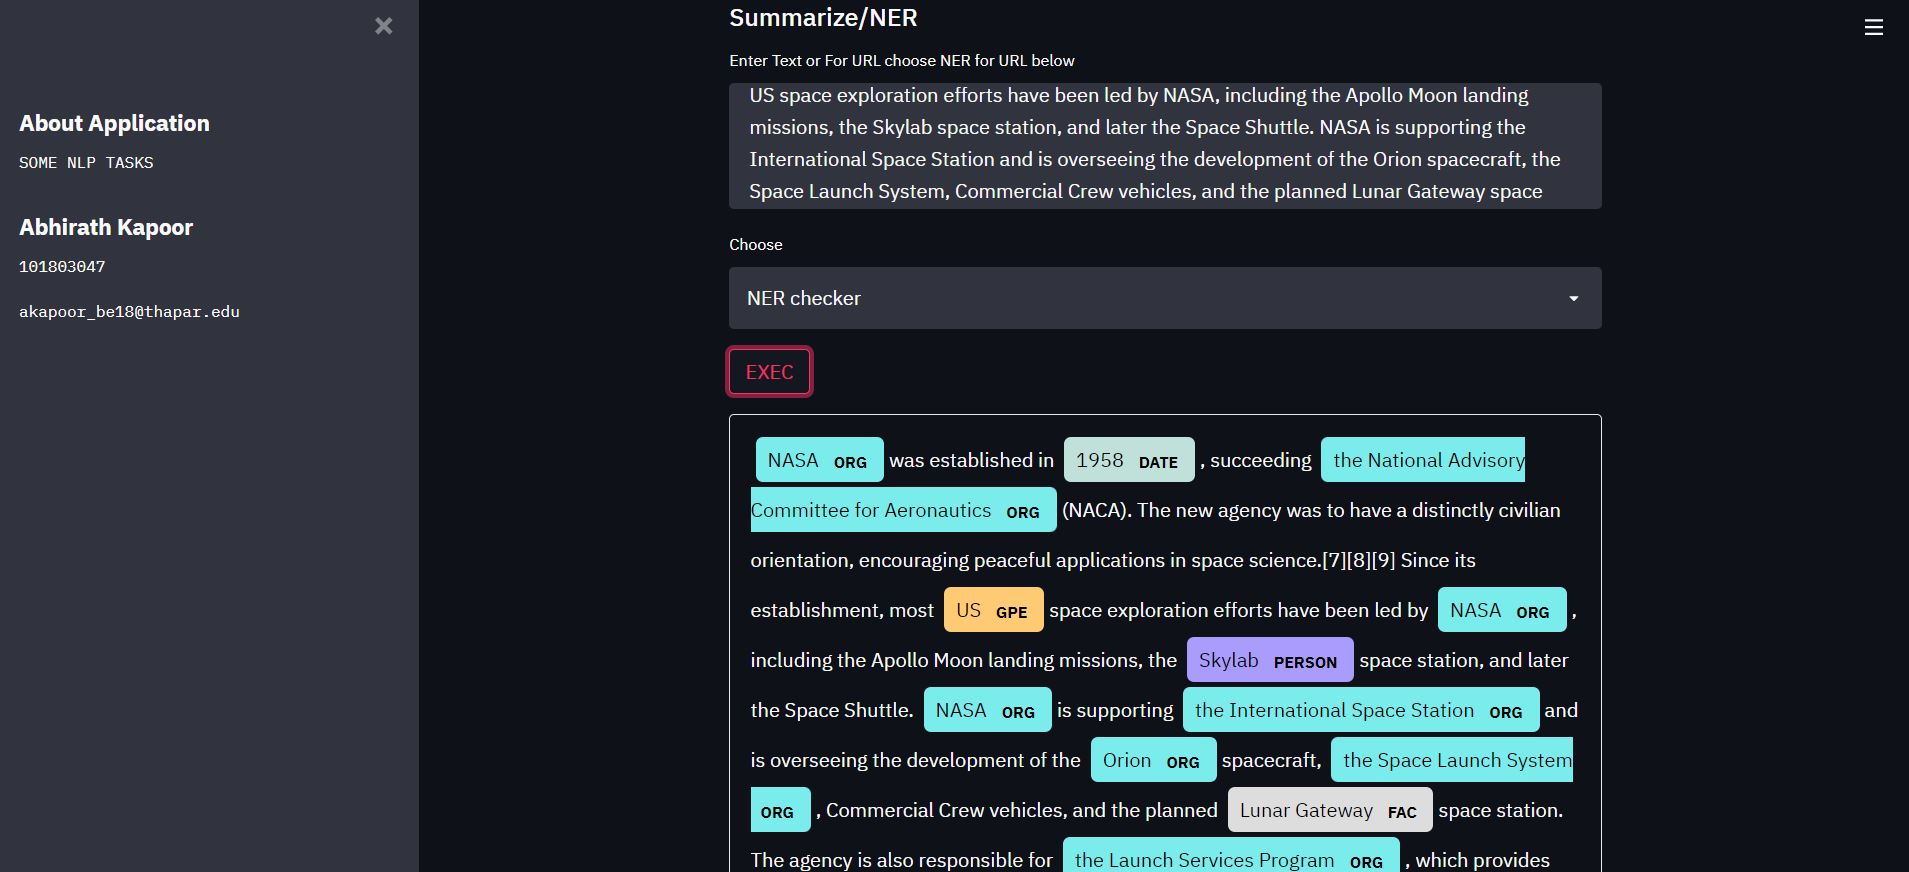 About Application
SOME NLP TASKS
Abhirath Kapoor
101803047
akapoor_be18@thapar.edu
Summarize/NER
Enter Text or For URL choose NER for URL below
US space exploration efforts have been led by NASA, including the Apollo Moon landing
missions, the Skylab space station, and later the Space Shuttle. NASA is supporting the
International Space Station and is overseeing the development of the Orion spacecraft, the
Space Launch System, Commercial Crew vehicles, and the planned Lunar Gateway space
Choose
NER checker
EXEC
NASA ORG was established in 1958 DATE , succeeding the National Advisory
Committee for Aeronautics ORG (NACA). The new agency was to have a distinctly civilian
orientation, encouraging peaceful applications in space science.[7][8][9] Since its
establishment, most US GPE space exploration efforts have been led by NASA ORG ,
including the Apollo Moon landing missions, the Skylab PERSON space station, and later
the Space Shuttle. NASA ORG is supporting the International Space Station ORG and
is overseeing the development of the Orion ORG spacecraft, the Space Launch System
ORG , Commercial Crew vehicles, and the planned Lunar Gateway FAC space station.
The agency is also responsible for the Launch Services Program ORG , which provides